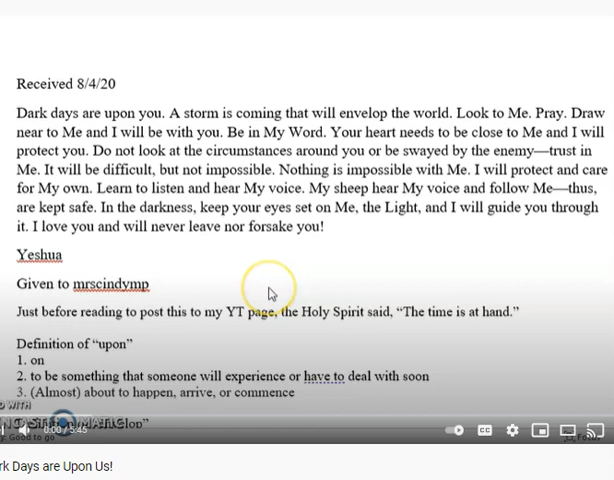 Received 8/4/20
Dark days are upon you. A storm is coming that will envelop the world. Look to Me. Pray. Draw
near to Me and I will be with you. Be in My Word. Your heart needs to be close to Me and I will
protect you. Do not look at the circumstances around you or be swayed by the enemy—trust in
Me. It will be difficult, but not impossible. Nothing is impossible with Me. I will protect and care
for My own. Learn to listen and hear My voice. My sheep hear My voice and follow Me—thus,
are kept safe. In the darkness, keep your eyes set on Me, the Light, and I will guide you through
it. I love you and will never leave nor forsake you!
Yeshua
Given to mrscindymp
Just before reading to post this to my YT page, the Holy Spirit said, “The time is at hand.”
Definition of “upon”
1. on
2. to be something that someone will experience or have to deal with soon
3. (Almost) about to happen, arrive, or commence
WITH
0:00 / 5:45
CC
Good to go
rk Days are Upon Us!